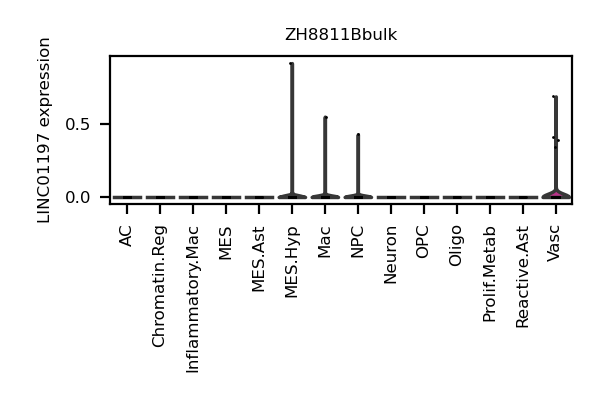 ZH8811Bbulk
LINC01197 expression
0.5
0.0
AC
Chromatin.Reg
Inflammatory.Mac
MES
MES.Ast
MES.Hyp
Mac
NPC
Neuron
OPC
Oligo
Prolif.Metab
Reactive.Ast
Vasc